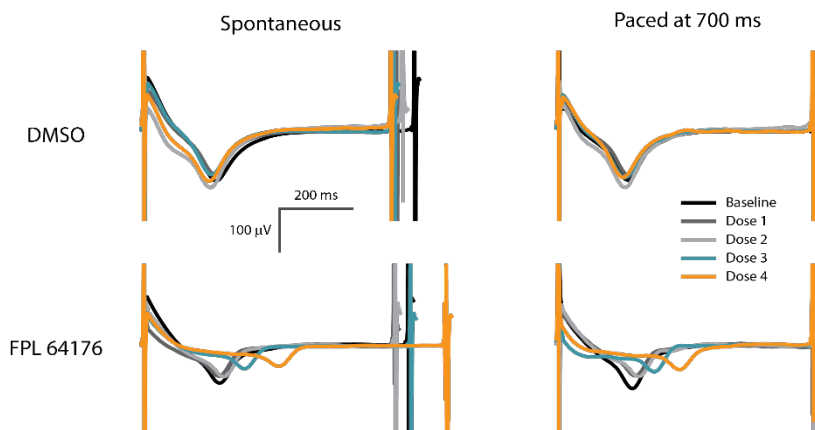 Spontaneous
Paced at 700 ms
DMSO
200 ms
100 μV
Baseline
Dose 1
Dose 2
Dose 3
Dose 4
FPL 64176